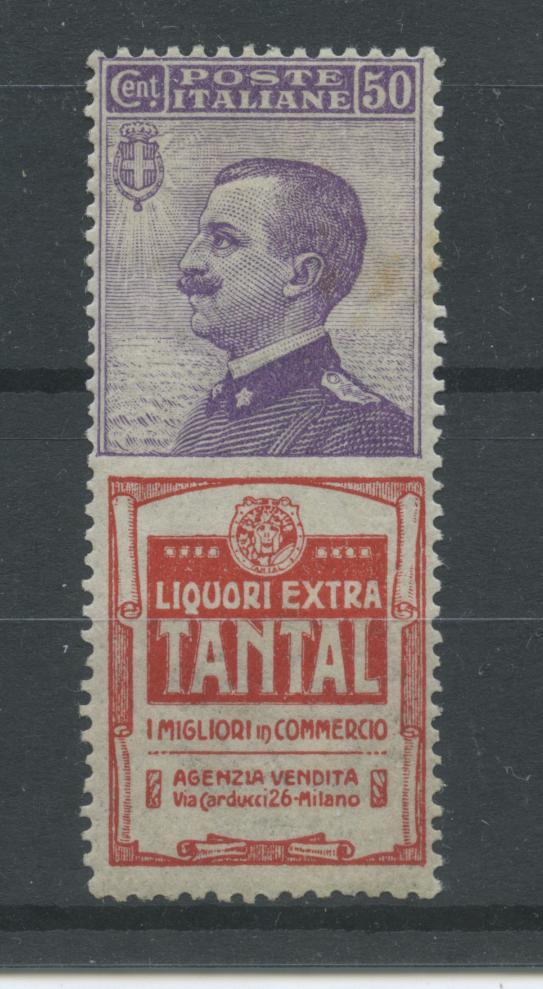 Cent. POSTE ITALIANE 50
LIQUORI EXTRA
TANTAL
I MIGLIORI in COMMERCIO
AGENZIA VENDITA
Via Carducci 26-Milano